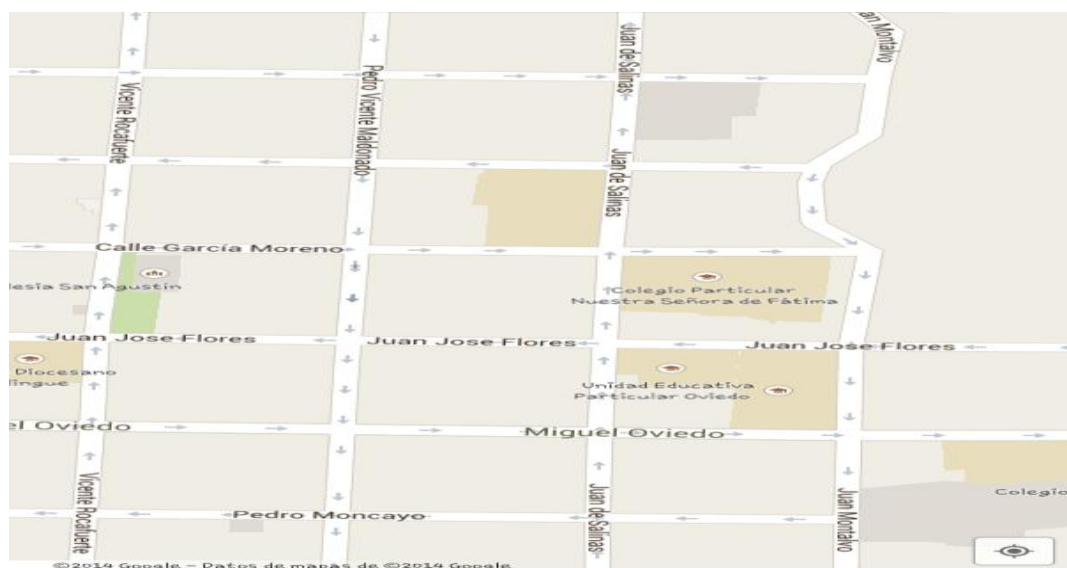 an Montalvo
Juan de Salinas
Pedro Vicente Maldonado
Vicente Rocafuerte
Juan de Salinas
Calle García Moreno
lesia San Agustín
Colegio Particular
Nuestra Señora de Fátima
Juan Jose Flores
Juan Jose Flores
Juan Jose Flores
Diocesano
lingue
Unidad Educativa
Particular Oviedo
el Oviedo
Miguel Oviedo
Vicente Rocafuerte
Juan de Salinas
Juan Montalvo
Colegio
Pedro Moncayo
©2014 Google - Datos de mapas de ©2014 Google